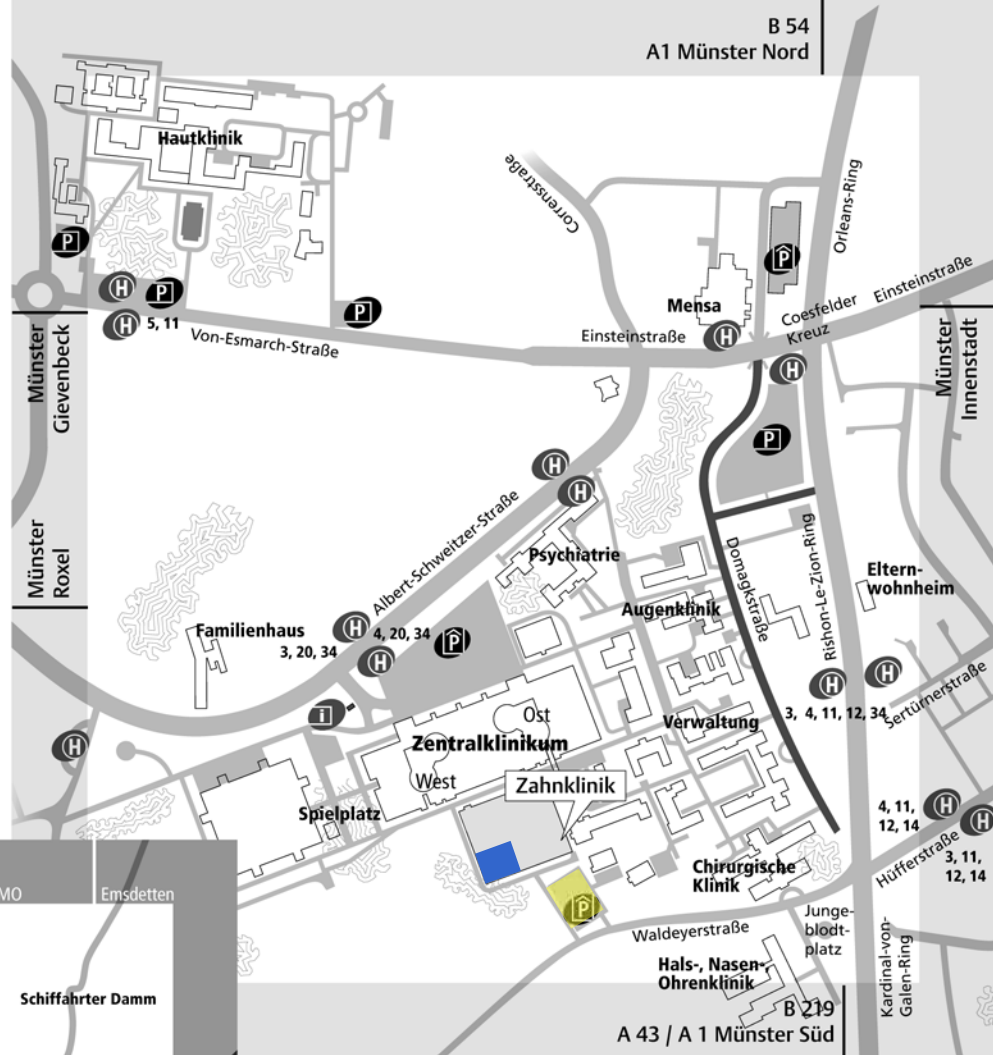 B 54
A1 Münster Nord
Hautklinik
Corrensstraße
Orleans-Ring
P
P
H
P
H
5, 11
P
P
Mensa
Einsteinstraße
Coesfelder
Kreuz
Einsteinstraße
H
Von-Esmarch-Straße
Münster
Gievenbeck
Münster
Innenstadt
H
P
H
H
Albert-Schweitzer-Straße
Münster
Roxel
Psychiatrie
Domagkstraße
Rishon-Le-Zion-Ring
Eltern-
wohnheim
Augenklinik
Familienhaus
3, 20, 34
H
4, 20, 34
H
P
H
H
3, 4, 11, 12, 34
Sertürnerstraße
i
H
Ost
Zentralklinikum
West
Verwaltung
Zahnklinik
Spielplatz
4, 11,
12, 14
H
H
Hüfferstraße
3, 11,
12, 14
Chirurgische
Klinik
MO
Emsdetten
P
Waldeyerstraße
Junge-
blodt-
platz
Kardinal-von-
Galen-Ring
Hals-, Nasen-,
Ohrenklinik
Schiffahrter Damm
B 219
A 43 / A 1 Münster Süd